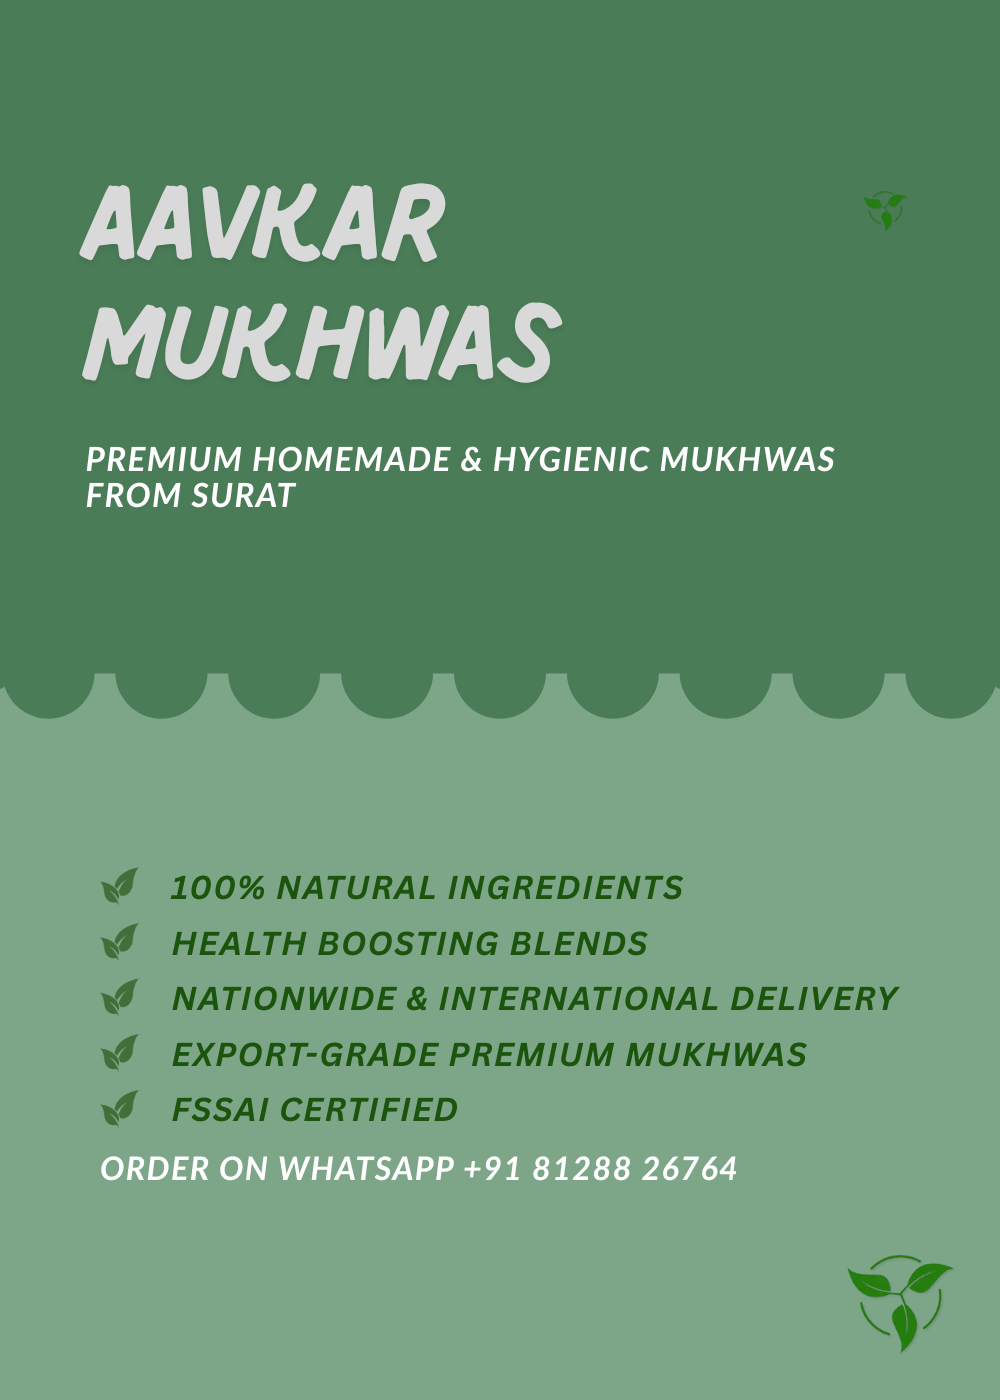 AAVKAR
MUKHWAS
PREMIUM HOMEMADE & HYGIENIC MUKHWAS
FROM SURAT
100% NATURAL INGREDIENTS
HEALTH BOOSTING BLENDS
NATIONWIDE & INTERNATIONAL DELIVERY
EXPORT-GRADE PREMIUM MUKHWAS
FSSAI CERTIFIED
ORDER ON WHATSAPP +91 81288 26764